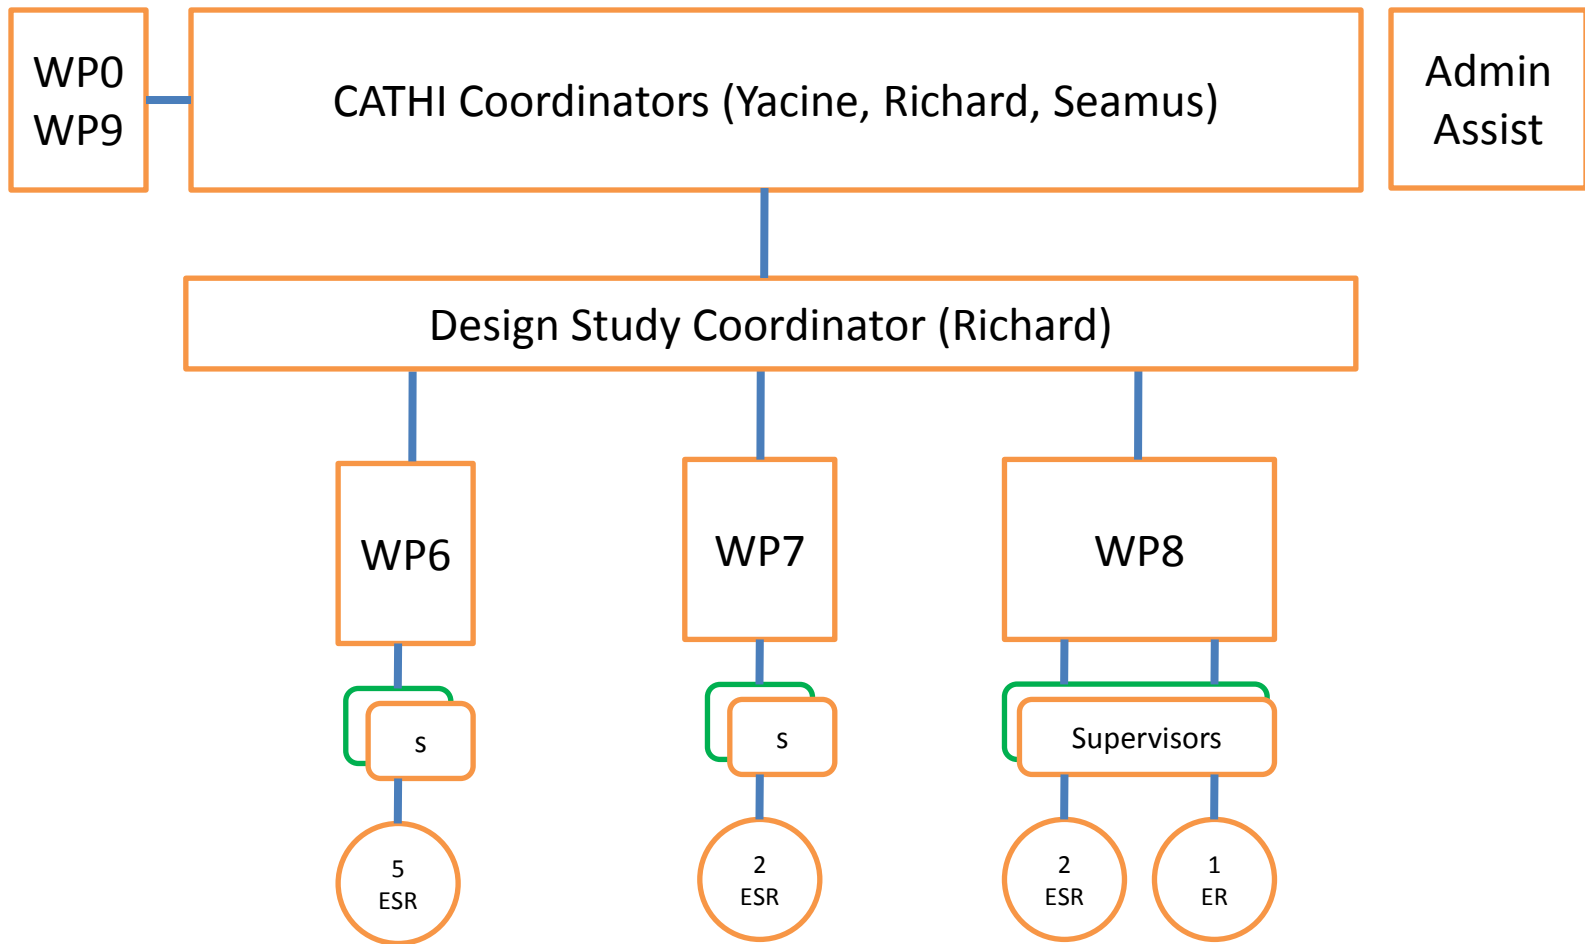 WP0
WP9
CATHI Coordinators (Yacine, Richard, Seamus)
Admin
Assist
Design Study Coordinator (Richard)
WP6
WP7
WP8
s
s
Supervisors
5
ESR
2
ESR
2
ESR
1
ER